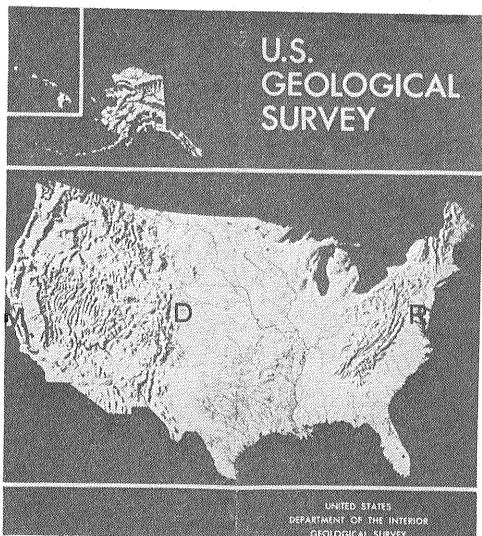 U.S.
GEOLOGICAL
SURVEY
M D R
UNITED STATES
DEPARTMENT OF THE INTERIOR
GEOLOGICAL SURVEY